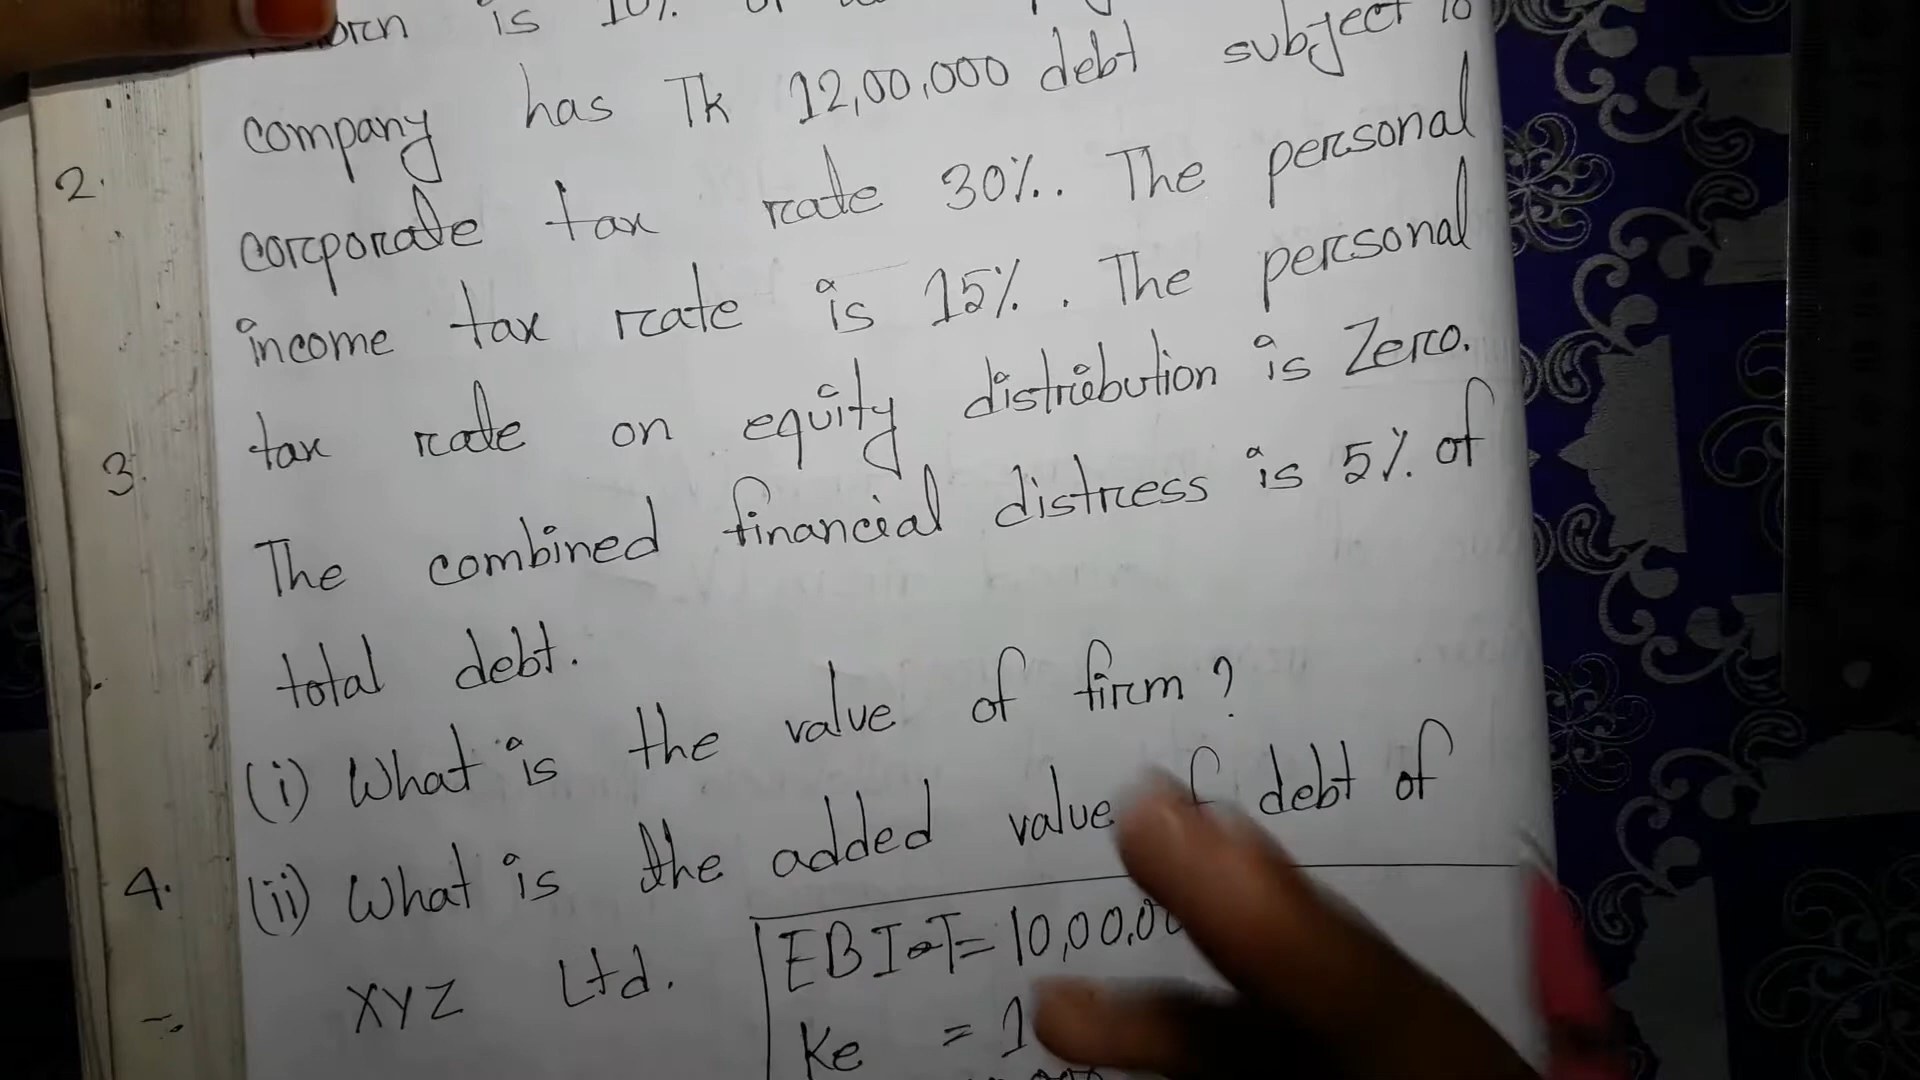 is 10%
company has Tk 12,00,000 debt subject to
2.
corporate tax rate 30%. The personal
income tax rate is 15%. The personal
tax rate on equity distribution is Zero.
3.
The combined financial distress is 5% of
total debt.
(i) What is the value of firm?
(ii) What is the added value of debt of
4.
XYZ Ltd.
EBIT = 10,00,0
Ke = 1